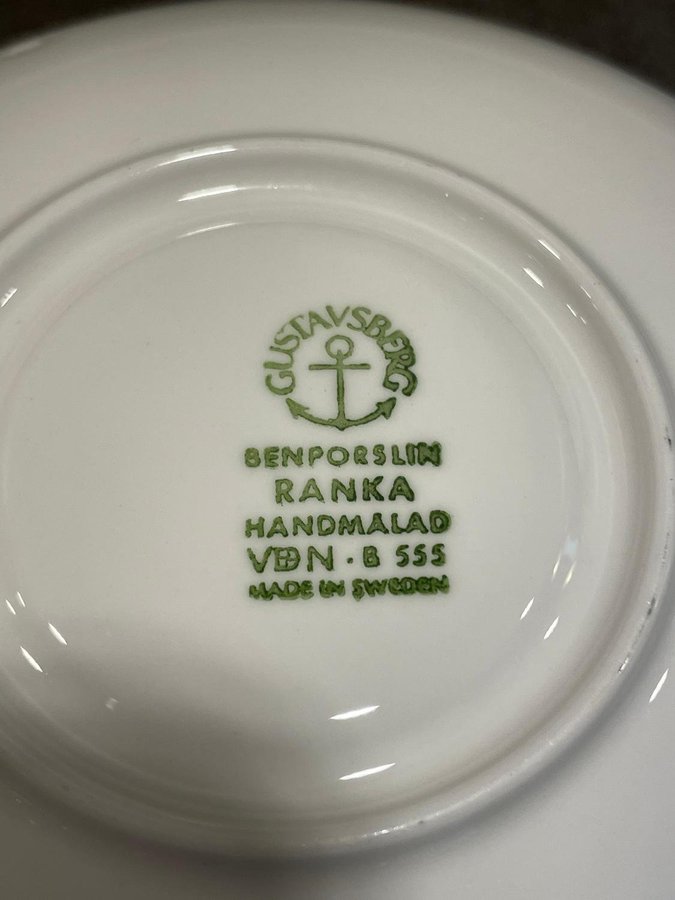 GUSTAVSBERG
BENPORSLIN
RANKA
HANDMÅLAD
VDN · B 555
MADE IN SWEDEN